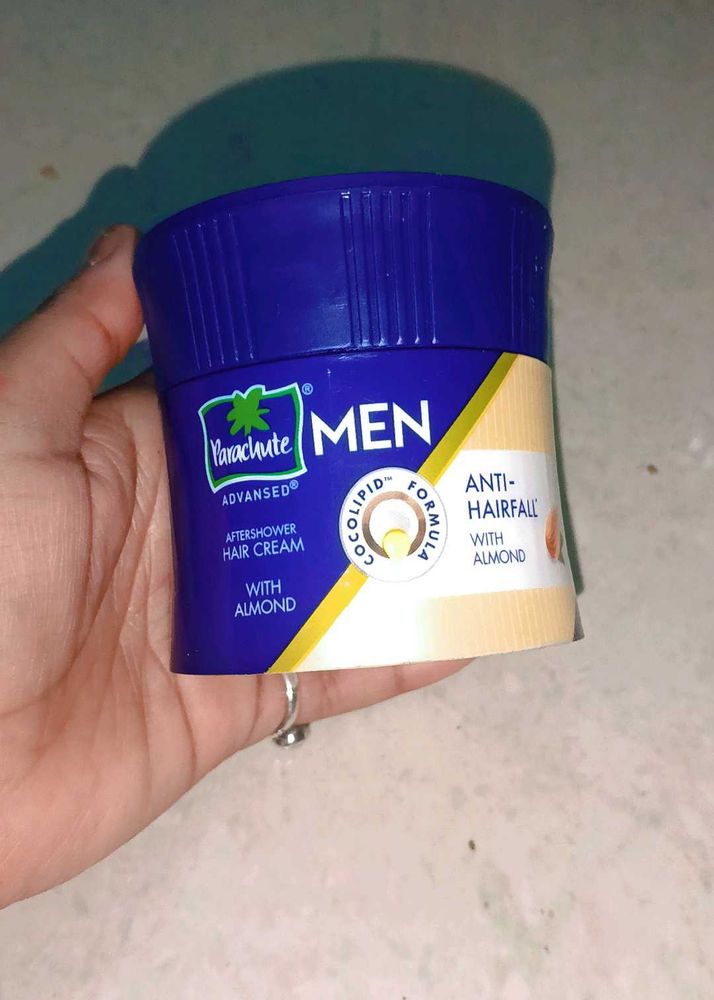 Parachute®
ADVANSED®
MEN
AFTERSHOWER
HAIR CREAM
WITH
ALMOND
COCOLIPID™ FORMULA
ANTI-
HAIRFALL*
WITH
ALMOND